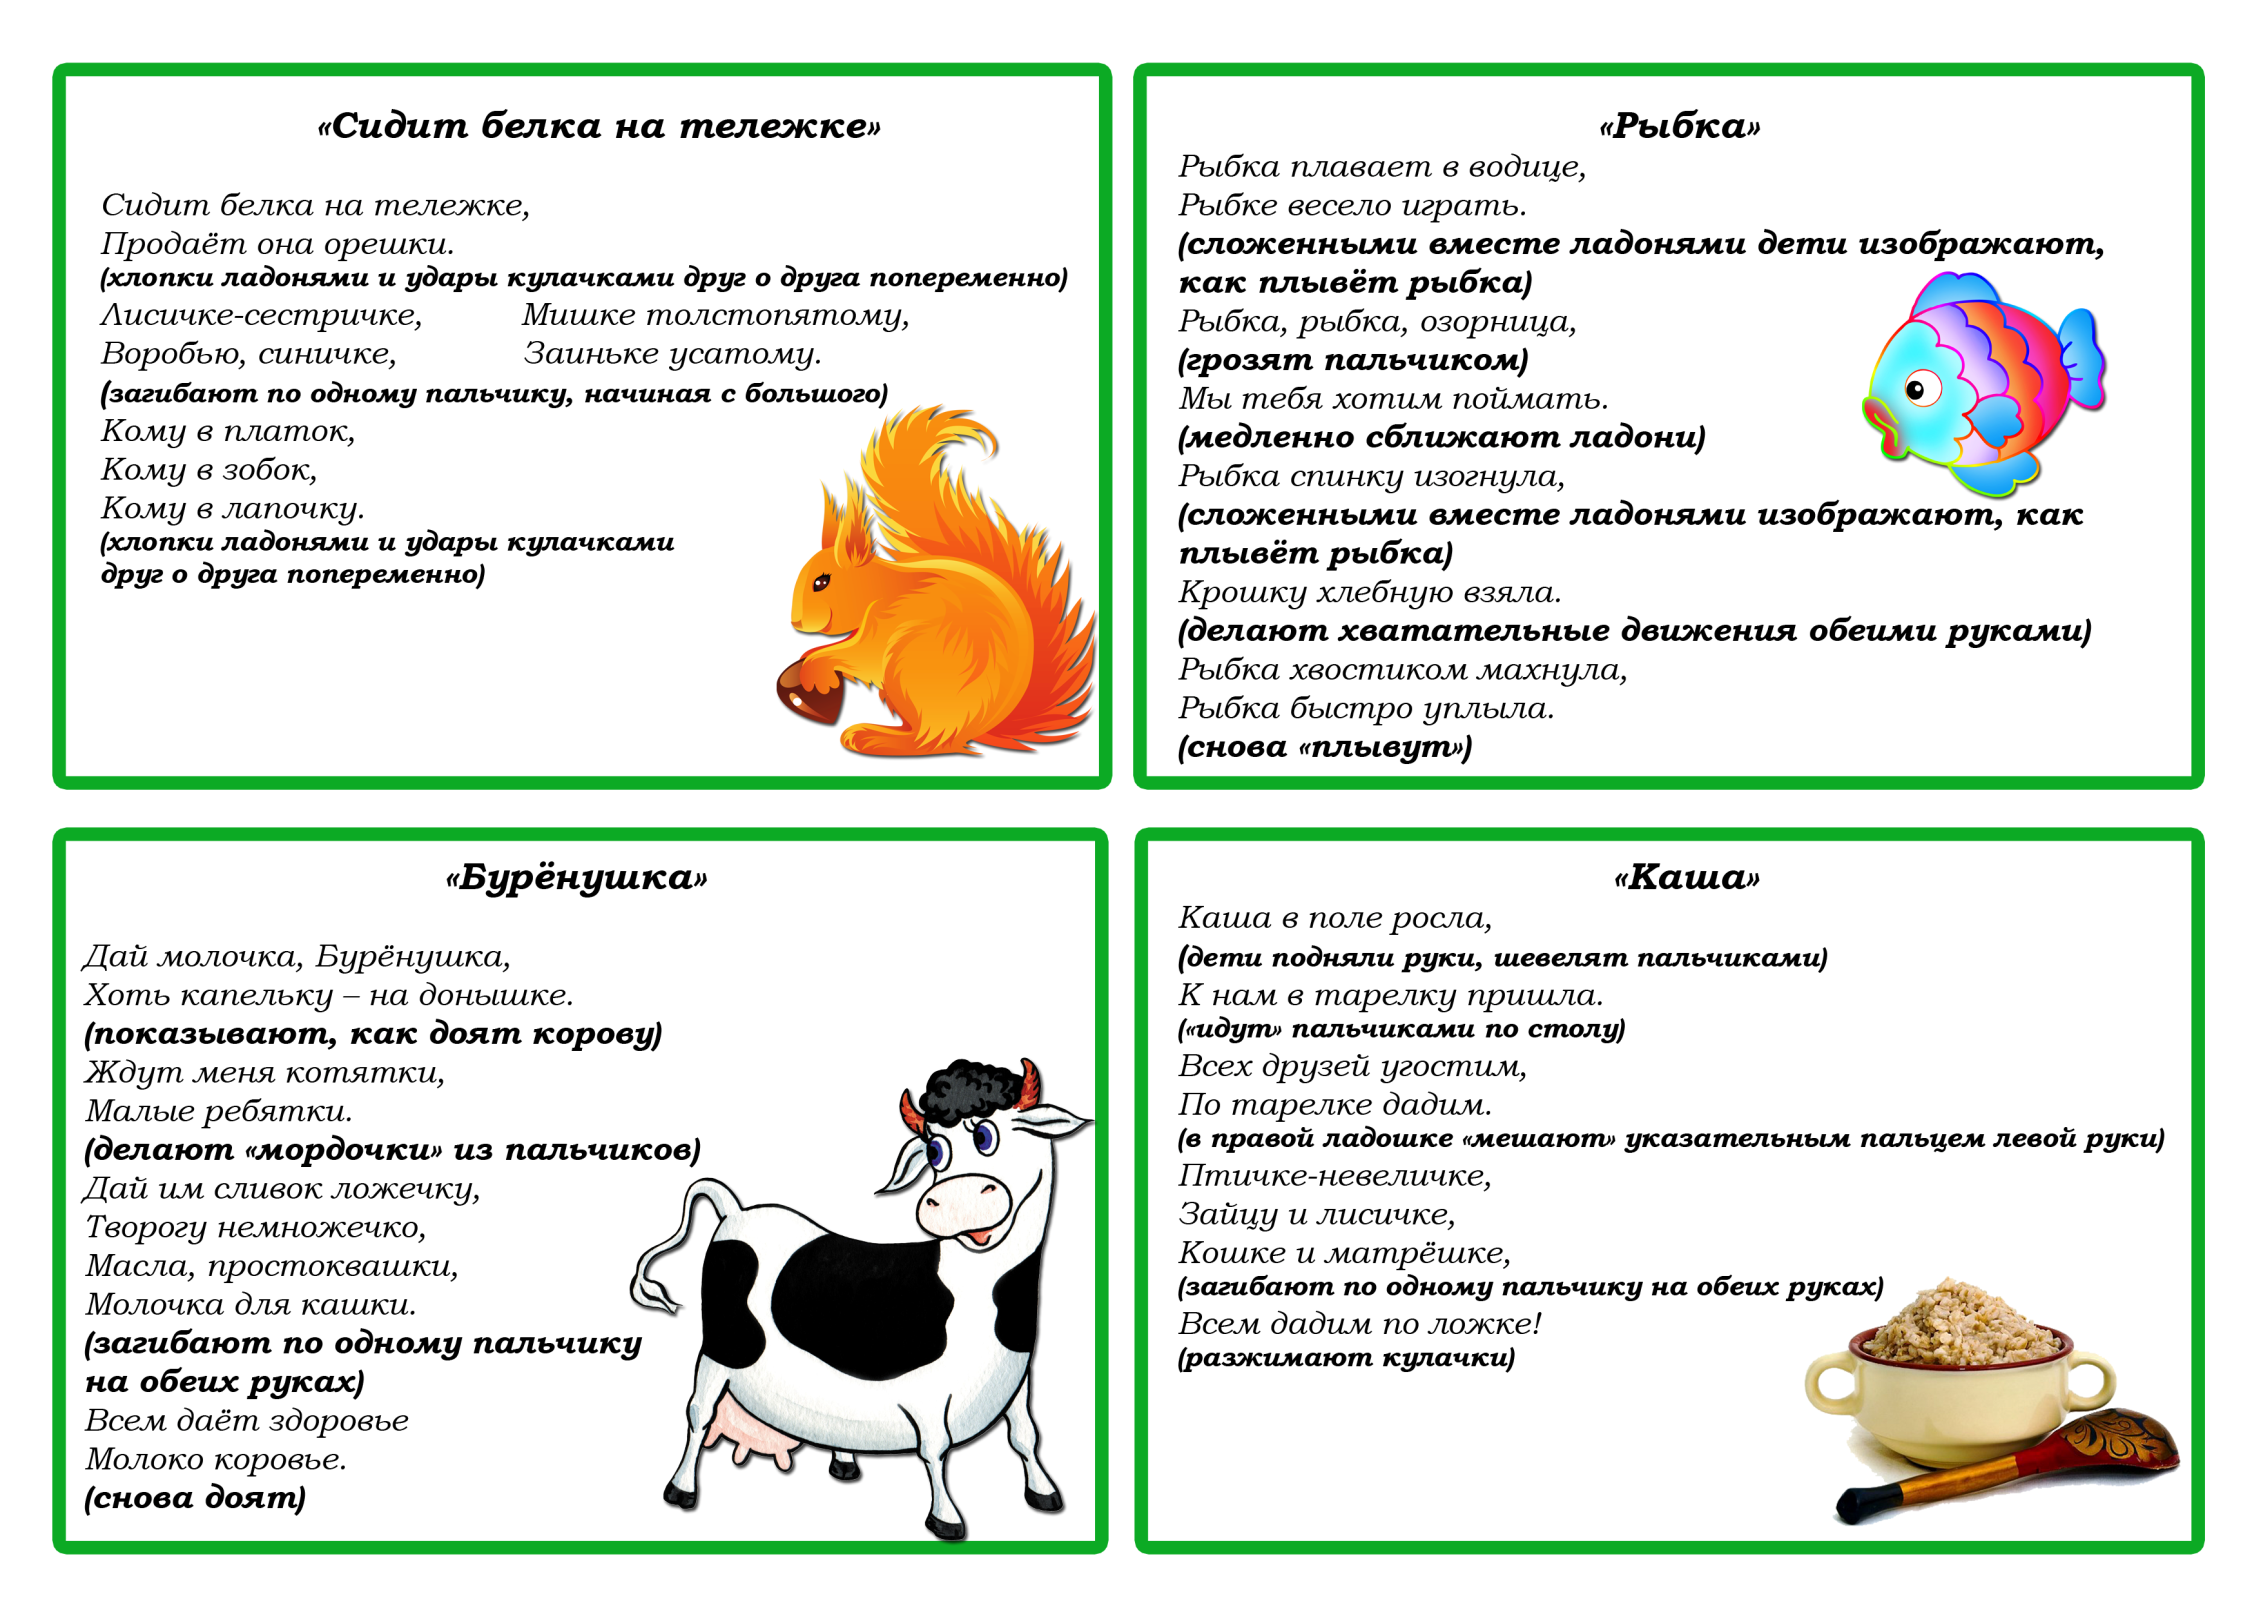 «Сидит белка на тележке»
Сидит белка на тележке,
Продаёт она орешки.
(хлопки ладонями и удары кулачками друг о друга попеременно)
Лисичке-сестричке, Мишке толстопятому,
Воробью, синичке, Заиньке усатому.
(загибают по одному пальчику, начиная с большого)
Кому в платок,
Кому в зобок,
Кому в лапочку.
(хлопки ладонями и удары кулачками
друг о друга попеременно)
«Рыбка»
Рыбка плавает в водице,
Рыбке весело играть.
(сложенными вместе ладонями дети изображают,
как плывёт рыбка)
Рыбка, рыбка, озорница,
(грозят пальчиком)
Мы тебя хотим поймать.
(медленно сближают ладони)
Рыбка спинку изогнула,
(сложенными вместе ладонями изображают, как
плывёт рыбка)
Крошку хлебную взяла.
(делают хватательные движения обеими руками)
Рыбка хвостиком махнула,
Рыбка быстро уплыла.
(снова «плывут»)
«Бурёнушка»
Дай молочка, Бурёнушка,
Хоть капельку – на донышке.
(показывают, как доят корову)
Ждут меня котятки,
Малые ребятки.
(делают «мордочки» из пальчиков)
Дай им сливок ложечку,
Творогу немножечко,
Масла, простоквашки,
Молочка для кашки.
(загибают по одному пальчику
на обеих руках)
Всем даёт здоровье
Молоко коровье.
(снова доят)
«Каша»
Каша в поле росла,
(дети подняли руки, шевелят пальчиками)
К нам в тарелку пришла.
(«идут» пальчиками по столу)
Всех друзей угостим,
По тарелке дадим.
(в правой ладошке «мешают» указательным пальцем левой руки)
Птичке-невеличке,
Зайцу и лисичке,
Кошке и матрёшке,
(загибают по одному пальчику на обеих руках)
Всем дадим по ложке!
(разжимают кулачки)